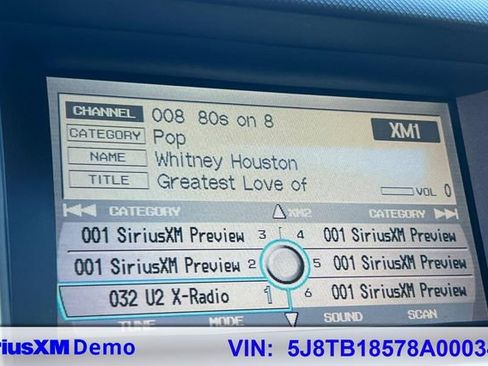 CHANNEL 008 80s on 8 XM1
CATEGORY Pop
NAME Whitney Houston
TITLE Greatest Love of VOL 0
CATEGORY XM2 CATEGORY
001 SiriusXM Preview 3 4 001 SiriusXM Preview
001 SiriusXM Preview 2 5 001 SiriusXM Preview
032 U2 X-Radio 1 6 001 SiriusXM Preview
TUNE MODE SOUND SCAN
iusXM Demo VIN: 5J8TB18578A0003